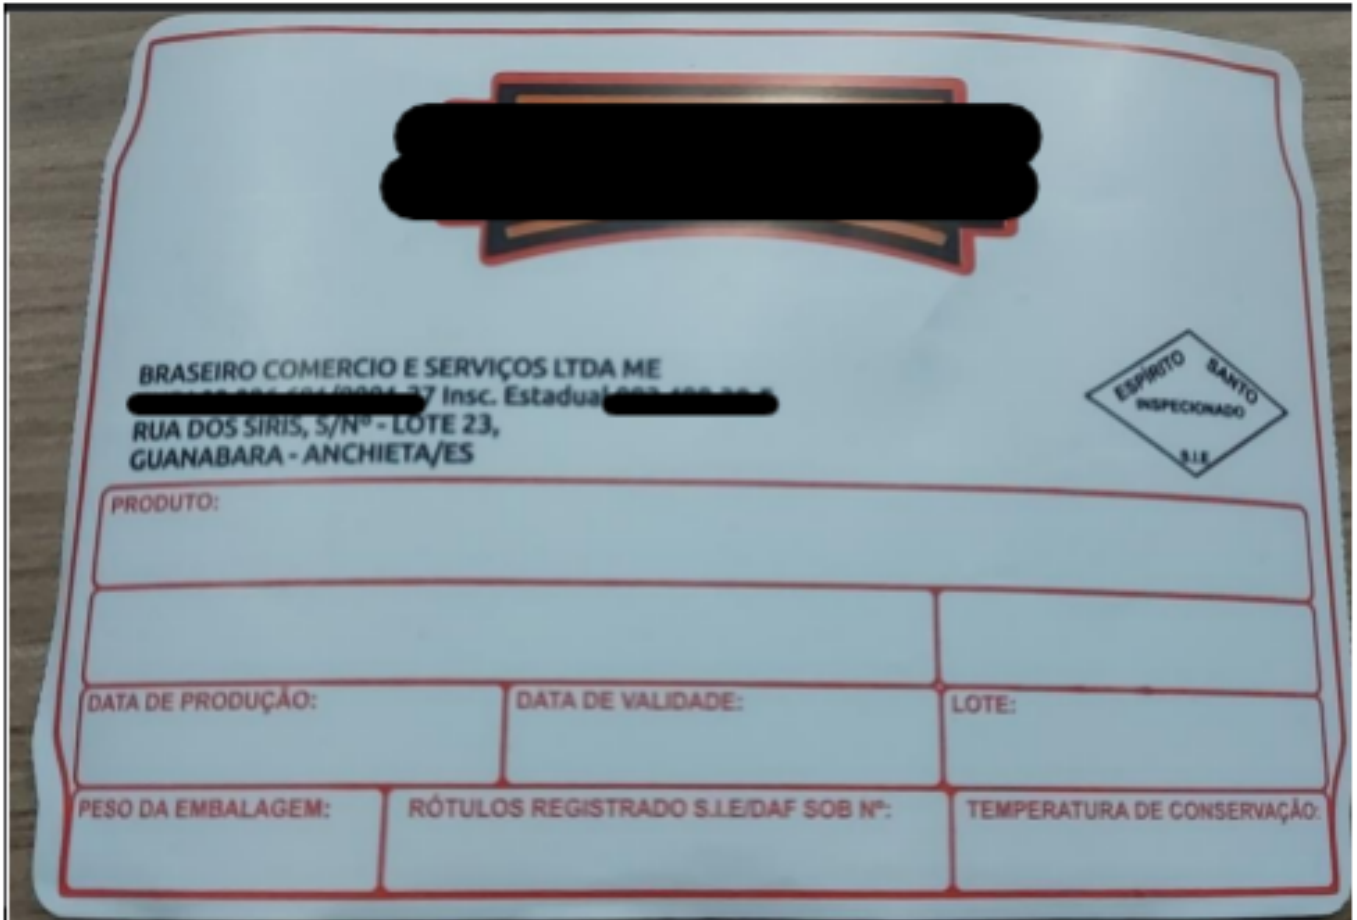 BRASEIRO COMERCIO E SERVIÇOS LTDA ME
Insc. Estadual
RUA DOS SIRIS, S/Nº - LOTE 23,
GUANABARA - ANCHIETA/ES
ESPÍRITO SANTO
INSPECIONADO
S.I.E
PRODUTO:
DATA DE PRODUÇÃO: DATA DE VALIDADE: LOTE:
PESO DA EMBALAGEM: RÓTULOS REGISTRADO S.I.E/DAF SOB Nº: TEMPERATURA DE CONSERVAÇÃO: